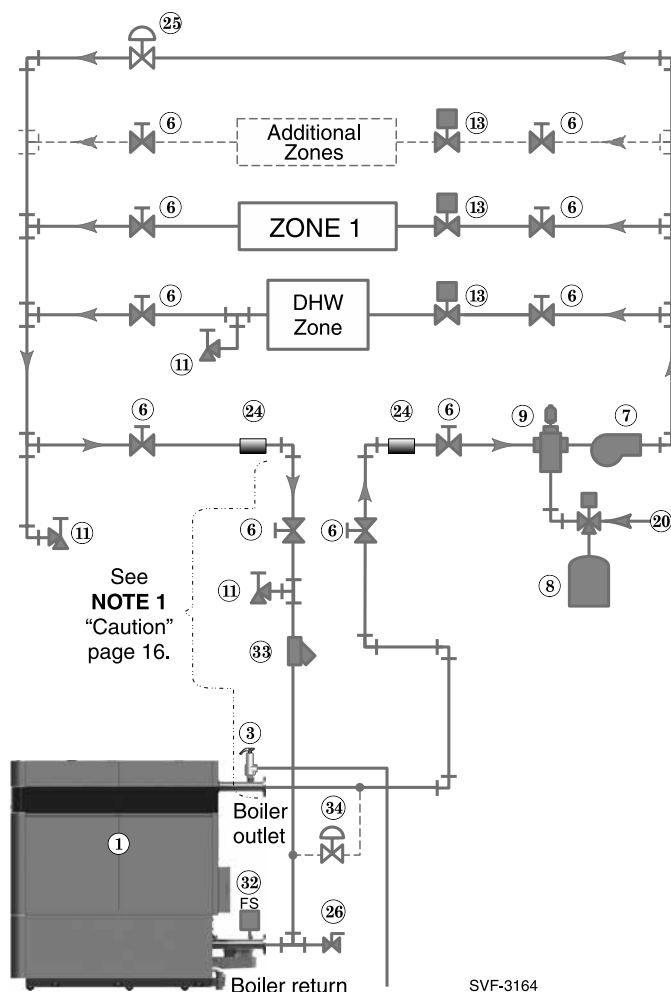 25
6
Additional
Zones
13
6
6
ZONE 1
13
6
6
DHW
Zone
13
6
11
6
24
24
6
9
7
11
6
6
20
8
See
NOTE 1
"Caution"
page 16.
11
33
3
Boiler
outlet
34
1
32
FS
26
Boiler return
SVF-3164